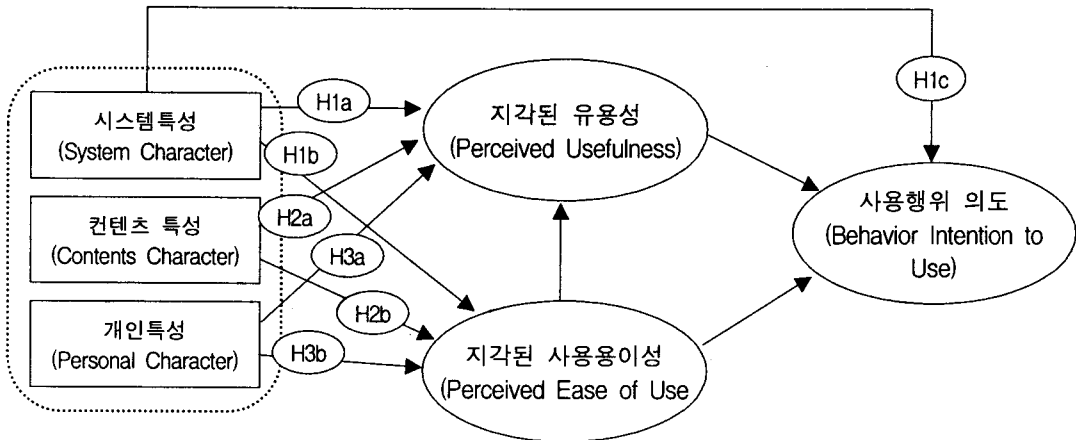 H1c
시스템특성
(System Character)
H1a
H1b
지각된 유용성
(Perceived Usefulness)
컨텐츠 특성
(Contents Character)
H2a
H3a
사용행위 의도
(Behavior Intention to
Use)
개인특성
(Personal Character)
H2b
H3b
지각된 사용용이성
(Perceived Ease of Use